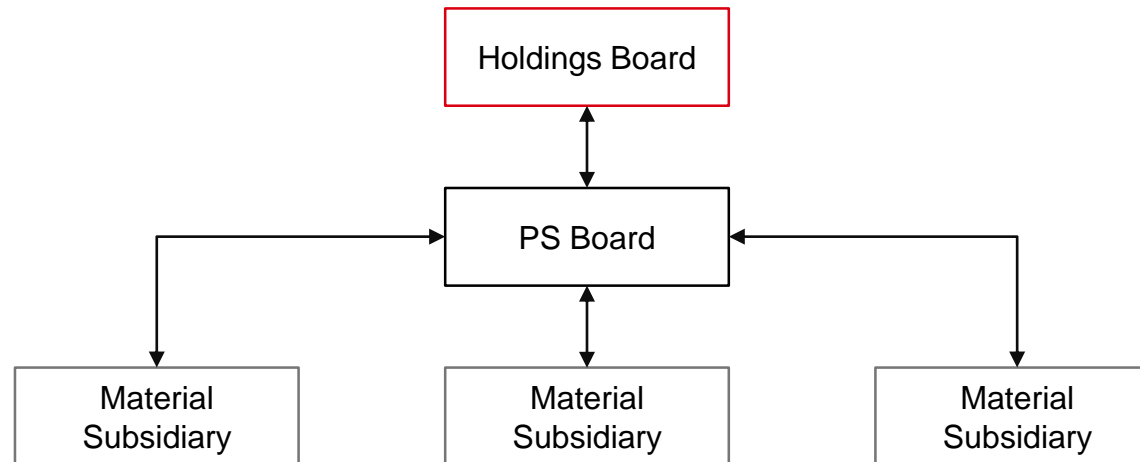 Holdings Board
PS Board
Material
Subsidiary
Material
Subsidiary
Material
Subsidiary